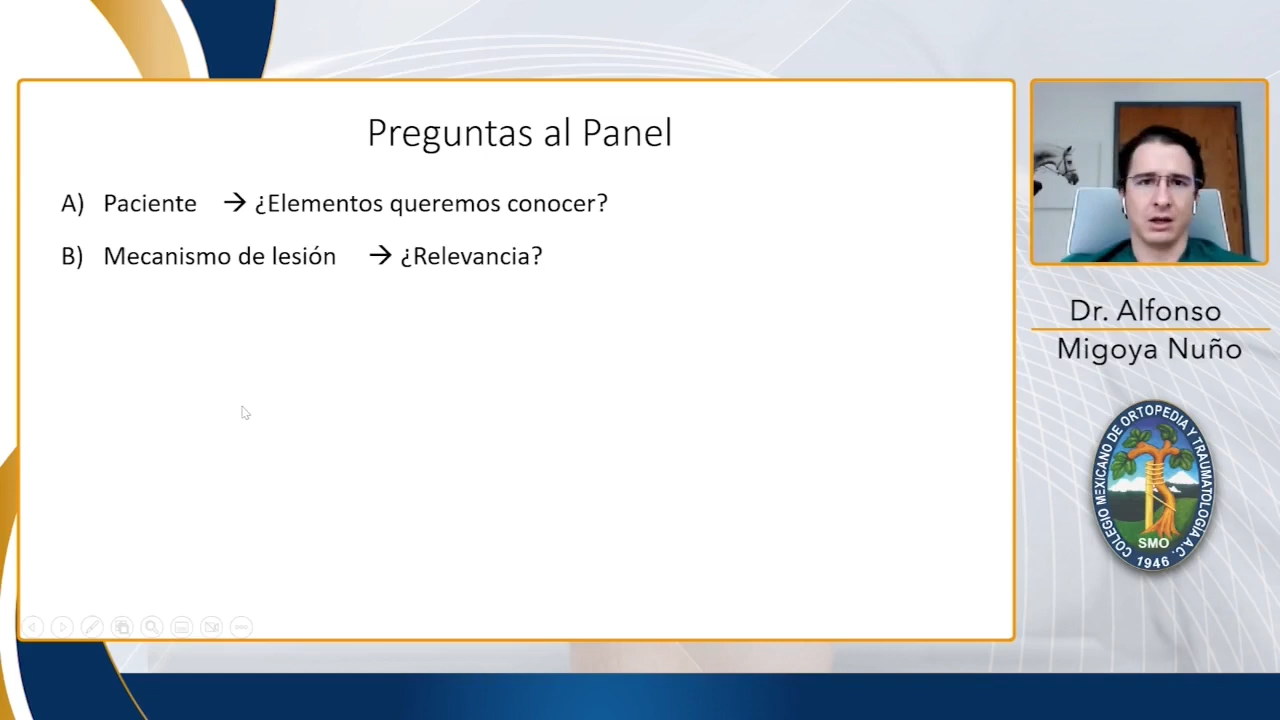 Preguntas al Panel
A) Paciente → ¿Elementos queremos conocer?
B) Mecanismo de lesión → ¿Relevancia?
Dr. Alfonso
Migoya Nuño
COLEGIO MEXICANO DE ORTOPEDIA Y TRAUMATOLOGÍA A.C.
SMO
1946